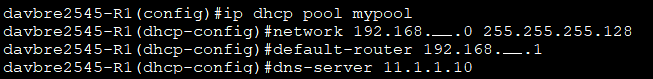 davbre2545-R1(config)#ip dhcp pool mypool
davbre2545-R1(dhcp-config)#network 192.168.__.0 255.255.255.128
davbre2545-R1(dhcp-config)#default-router 192.168.__.1
davbre2545-R1(dhcp-config)#dns-server 11.1.1.10